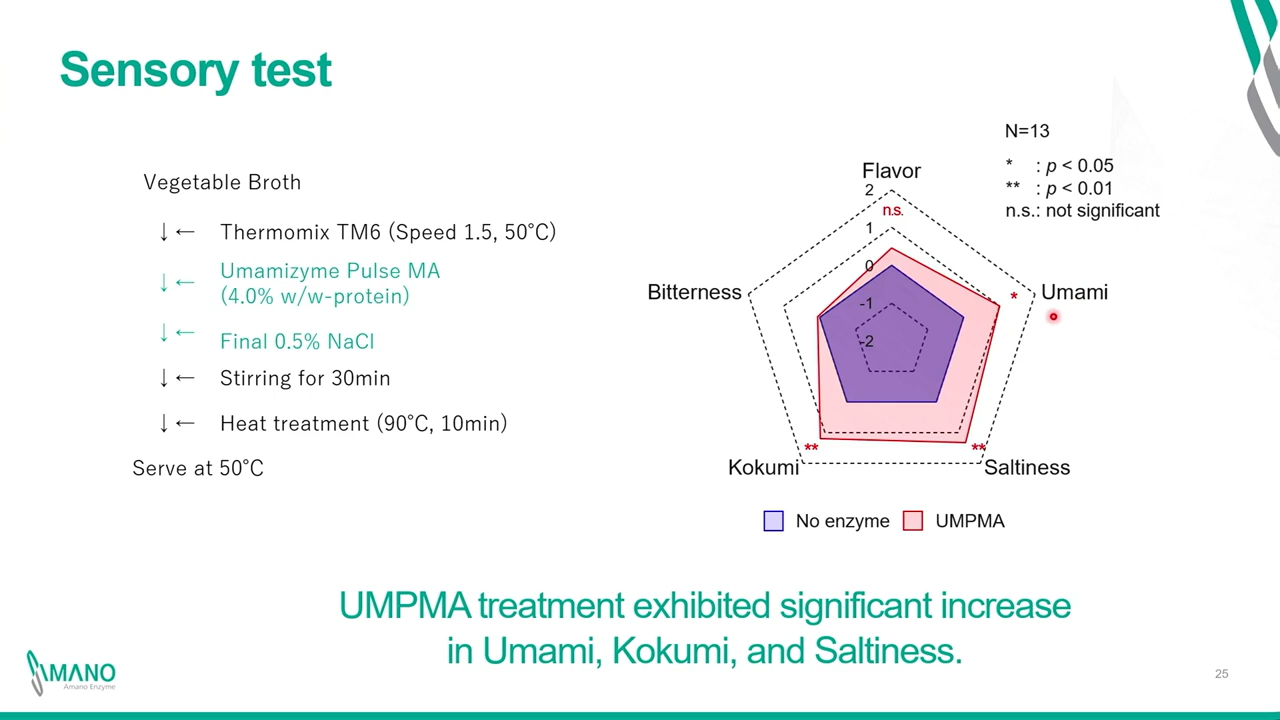 Sensory test
Vegetable Broth
↓ ← Thermomix TM6 (Speed 1.5, 50°C)
↓ ← Umamizyme Pulse MA
(4.0% w/w-protein)
↓ ← Final 0.5% NaCl
↓ ← Stirring for 30min
↓ ← Heat treatment (90°C, 10min)
Serve at 50°C
N=13
* : p < 0.05
** : p < 0.01
n.s.: not significant
Flavor
2
n.s.
1
0
-1
-2
Bitterness
* Umami
**
**
Kokumi
Saltiness
No enzyme
UMPMA
UMPMA treatment exhibited significant increase
in Umami, Kokumi, and Saltiness.
AMANO
Amano Enzyme
25